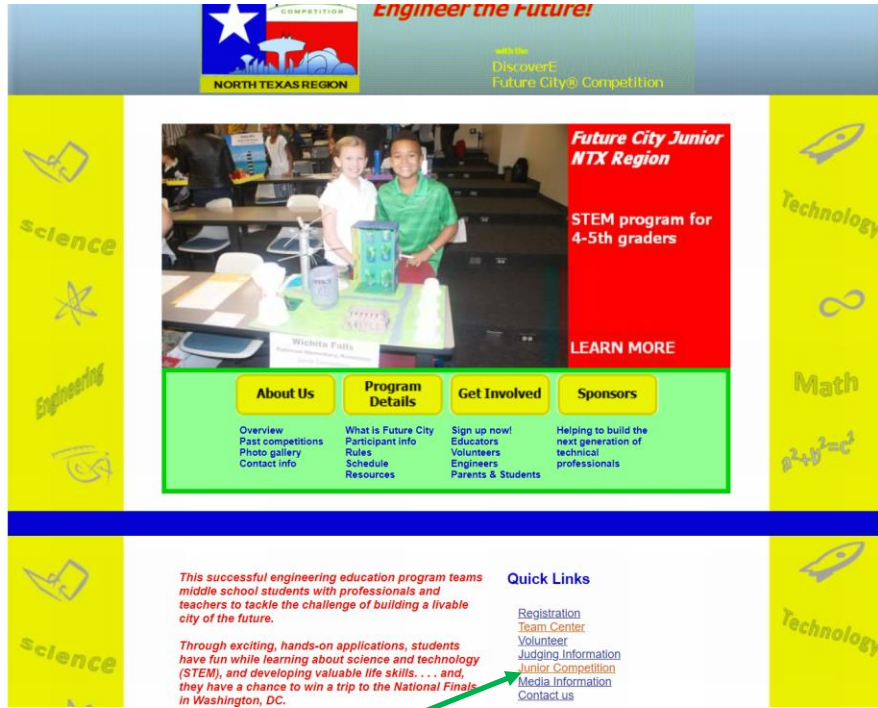 COMPETITION
Engineer the Future!
with the
DiscoverE
Future City® Competition
NORTH TEXAS REGION
Future City Junior
NTX Region
STEM program for
4-5th graders
LEARN MORE
Wichita Falls
Science
Engineering
Technology
Math
a²+b²=c²
About Us
Program
Details
Get Involved
Sponsors
Overview
Past competitions
Photo gallery
Contact info
What is Future City
Participant info
Rules
Schedule
Resources
Sign up now!
Educators
Volunteers
Engineers
Parents & Students
Helping to build the
next generation of
technical
professionals
This successful engineering education program teams
middle school students with professionals and
teachers to tackle the challenge of building a livable
city of the future.
Through exciting, hands-on applications, students
have fun while learning about science and technology
(STEM), and developing valuable life skills. . . . and,
they have a chance to win a trip to the National Finals
in Washington, DC.
Quick Links
Registration
Team Center
Volunteer
Judging Information
Junior Competition
Media Information
Contact us
Science
Technology